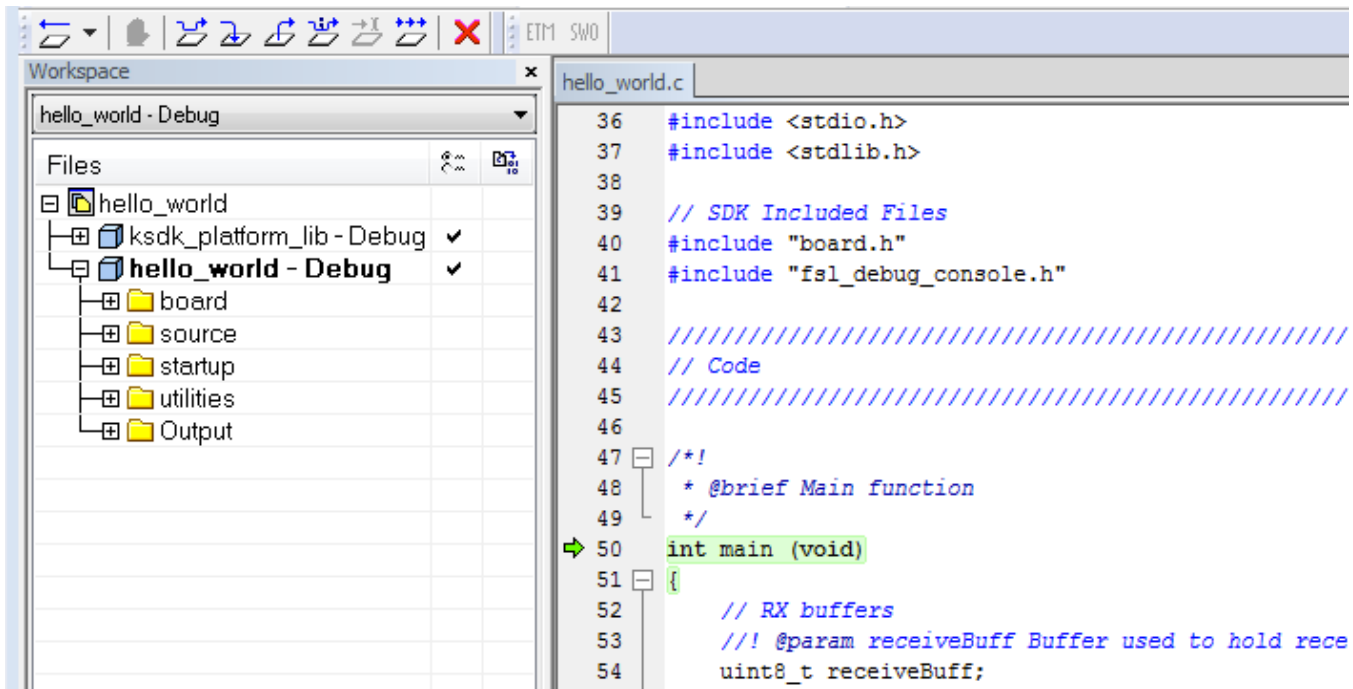 ETM SWO
Workspace
hello_world - Debug
Files
hello_world
ksdk_platform_lib - Debug
hello_world - Debug
board
source
startup
utilities
Output
hello_world.c
36 #include <stdio.h>
37 #include <stdlib.h>
38
39 // SDK Included Files
40 #include "board.h"
41 #include "fsl_debug_console.h"
42
43 ////////////////////////////////////////////////////
44 // Code
45 ////////////////////////////////////////////////////
46
47 /*!
48 * @brief Main function
49 */
50 int main (void)
51 {
52 // RX buffers
53 //! @param receiveBuff Buffer used to hold rece
54 uint8_t receiveBuff;